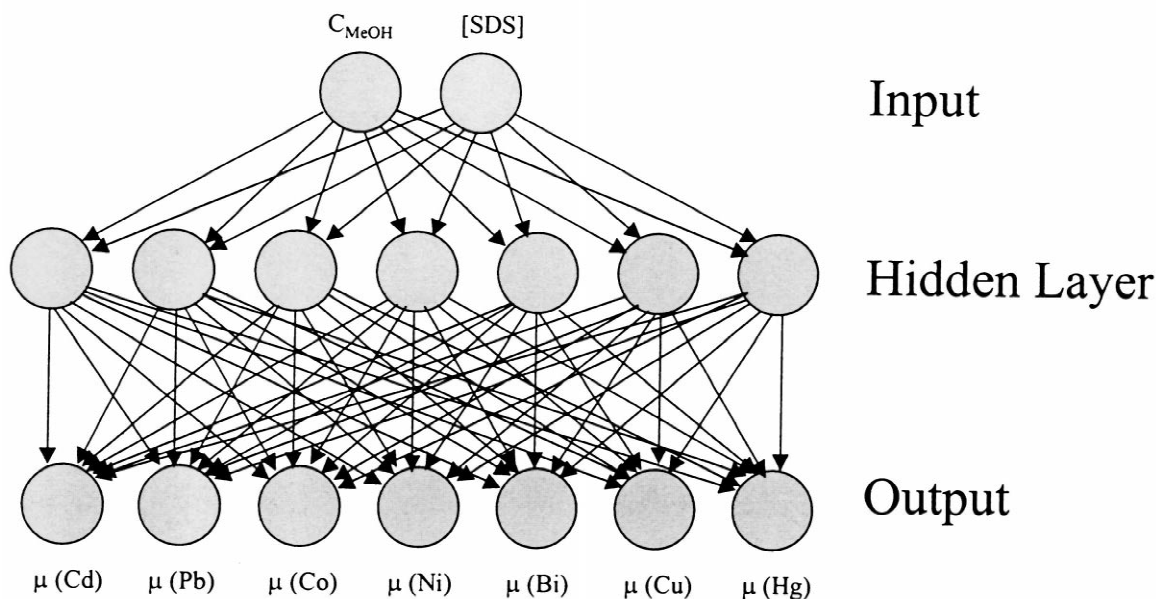 C_MeOH [SDS]
Input
Hidden Layer
Output
μ (Cd) μ (Pb) μ (Co) μ (Ni) μ (Bi) μ (Cu) μ (Hg)